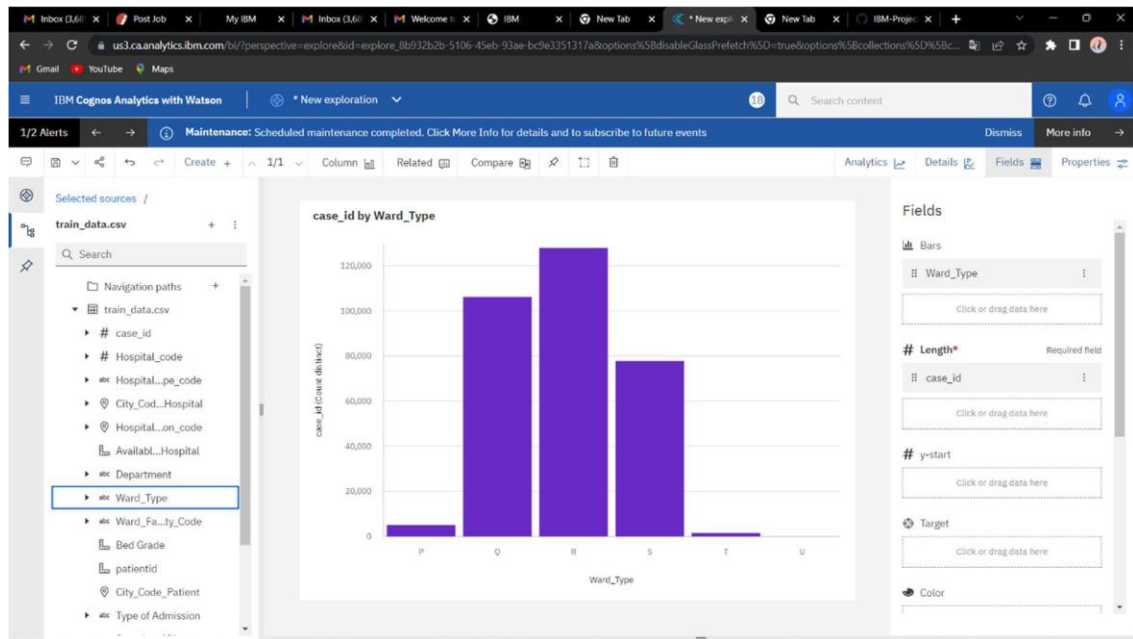 Inbox (3,6
Post Job
My IBM
Inbox (3,6
Welcome t
IBM
New Tab
* New expl
New Tab
IBM-Projec
us3.ca.analytics.ibm.com/bi/?perspective=explore&id=explore_8b932b2b-5106-45eb-93ae-bc9e3351317a&options%5BdisableGlassPrefetch%5D=true&options%5Bcollections%5D%5Bc...
Gmail
YouTube
Maps
IBM Cognos Analytics with Watson
* New exploration
18
Search content
1/2 Alerts
Maintenance: Scheduled maintenance completed. Click More Info for details and to subscribe to future events
Dismiss
More info
Create +
1/1
Column
Related
Compare
Analytics
Details
Fields
Properties
Selected sources /
train_data.csv
Search
Navigation paths
train_data.csv
# case_id
# Hospital_code
abc Hospital...pe_code
City_Cod...Hospital
Hospital...on_code
Availabl...Hospital
abc Department
abc Ward_Type
abc Ward_Fa...ty_Code
Bed Grade
patientid
City_Code_Patient
abc Type of Admission
case_id by Ward_Type
case_id (Count distinct)
120,000
100,000
80,000
60,000
40,000
20,000
0
P Q R S T U
Ward_Type
Fields
Bars
Ward_Type
Click or drag data here
# Length*
Required field
case_id
Click or drag data here
# y-start
Click or drag data here
Target
Click or drag data here
Color